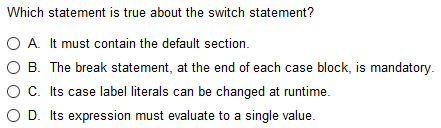 Which statement is true about the switch statement?
A. It must contain the default section.
B. The break statement, at the end of each case block, is mandatory.
C. Its case label literals can be changed at runtime.
D. Its expression must evaluate to a single value.